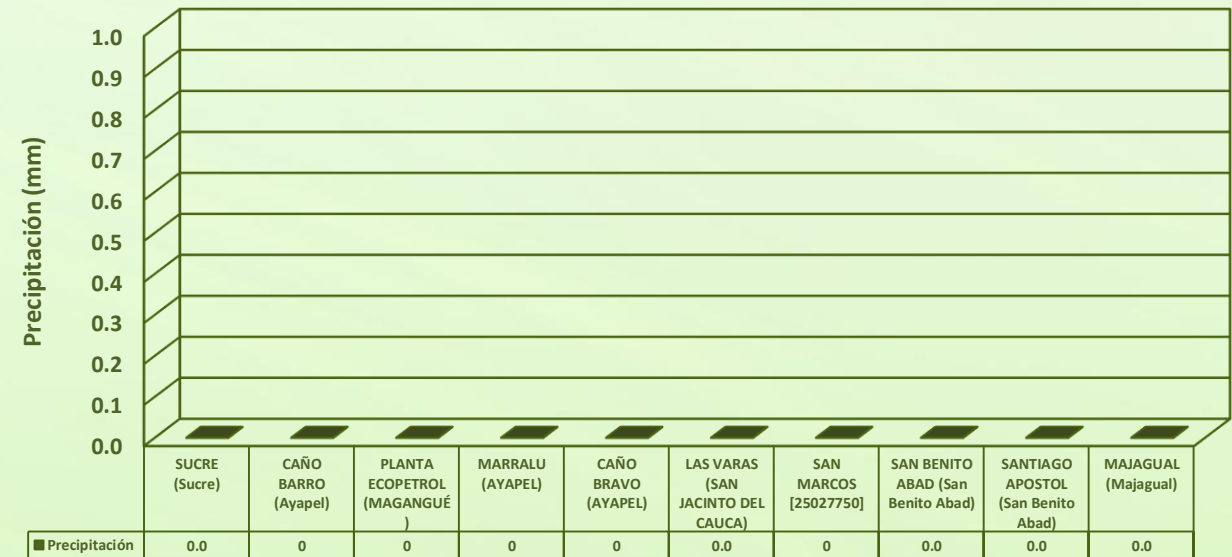 Precipitación (mm)
1.0
0.9
0.8
0.7
0.6
0.5
0.4
0.3
0.2
0.1
0.0
SUCRE
(Sucre)
CAÑO
BARRO
(Ayapel)
PLANTA
ECOPETROL
(MAGANGUÉ
)
MARRALU
(AYAPEL)
CAÑO
BRAVO
(AYAPEL)
LAS VARAS
(SAN
JACINTO DEL
CAUCA)
SAN
MARCOS
[25027750]
SAN BENITO
ABAD (San
Benito Abad)
SANTIAGO
APOSTOL
(San Benito
Abad)
MAJAGUAL
(Majagual)
Precipitación 0.0 0 0 0 0 0.0 0 0.0 0.0 0.0